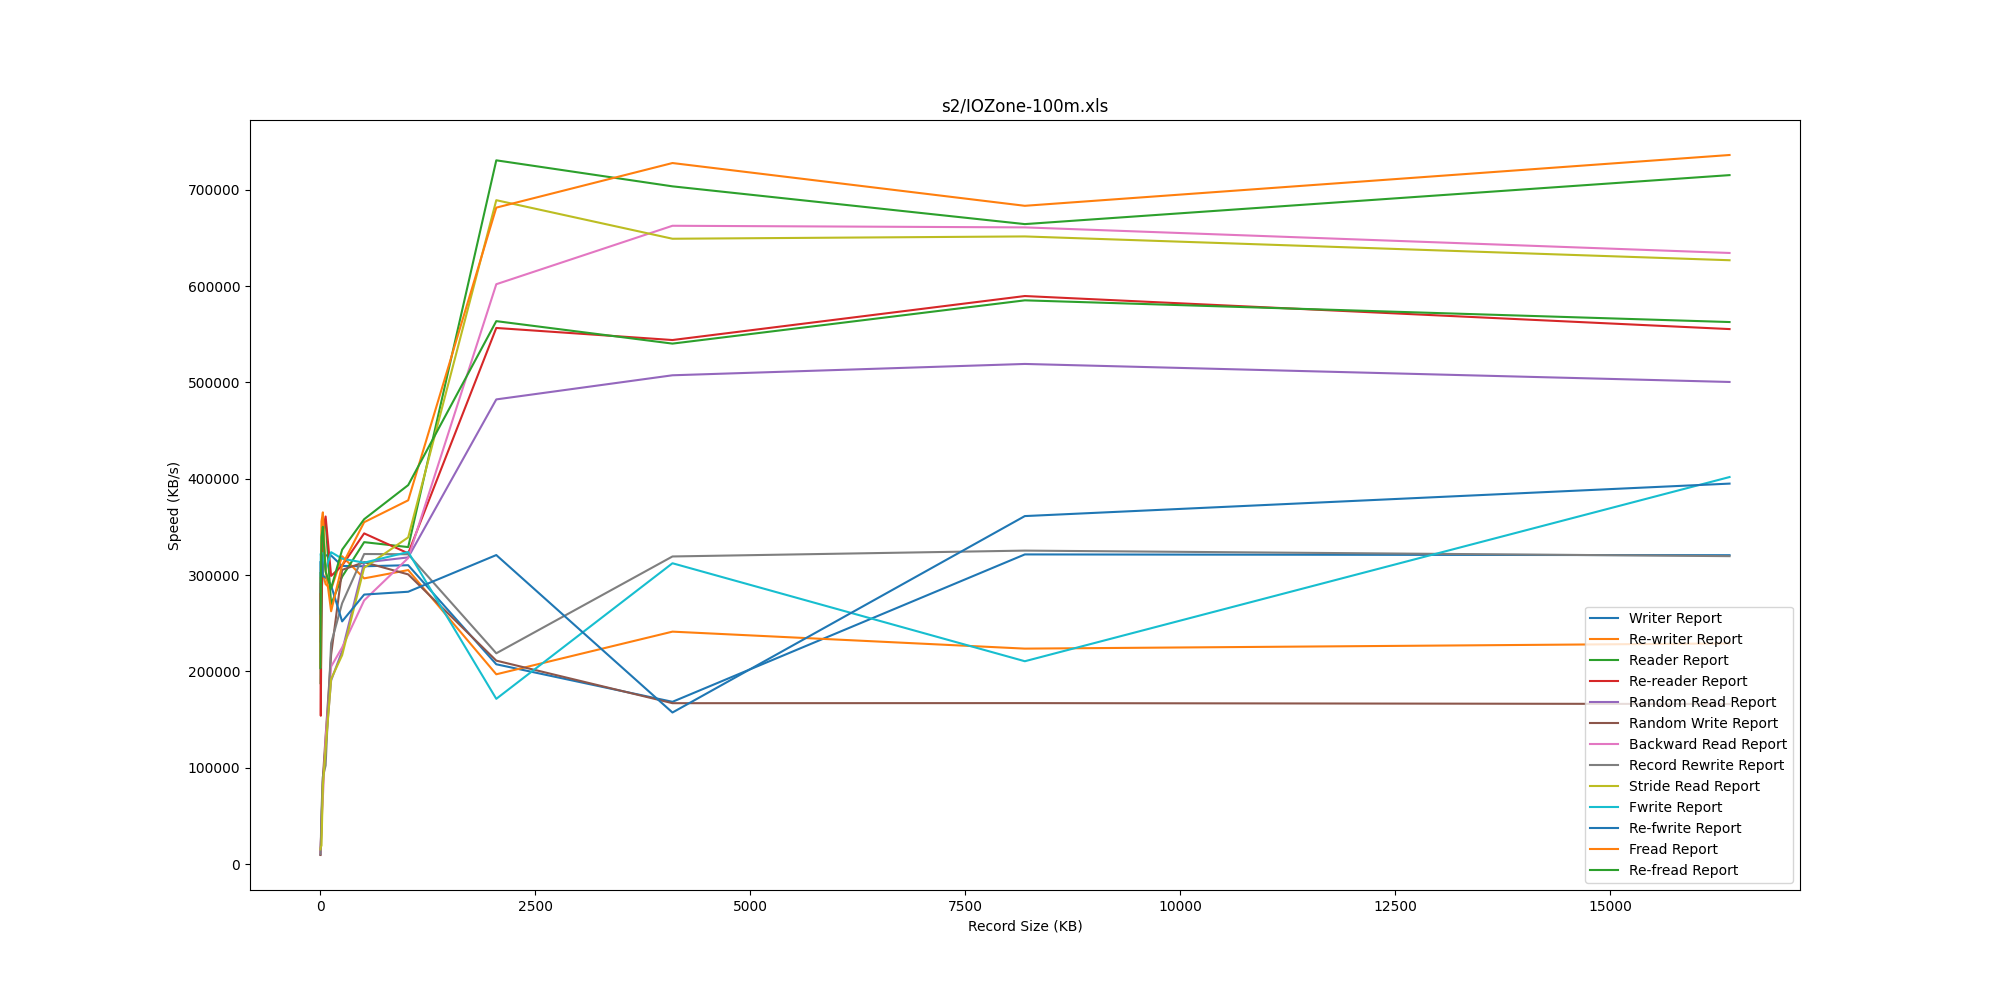 s2/IOZone-100m.xls
Speed (KB/s)
700000
600000
500000
400000
300000
200000
100000
0
0 2500 5000 7500 10000 12500 15000
Record Size (KB)
Writer Report
Re-writer Report
Reader Report
Re-reader Report
Random Read Report
Random Write Report
Backward Read Report
Record Rewrite Report
Stride Read Report
Fwrite Report
Re-fwrite Report
Fread Report
Re-fread Report